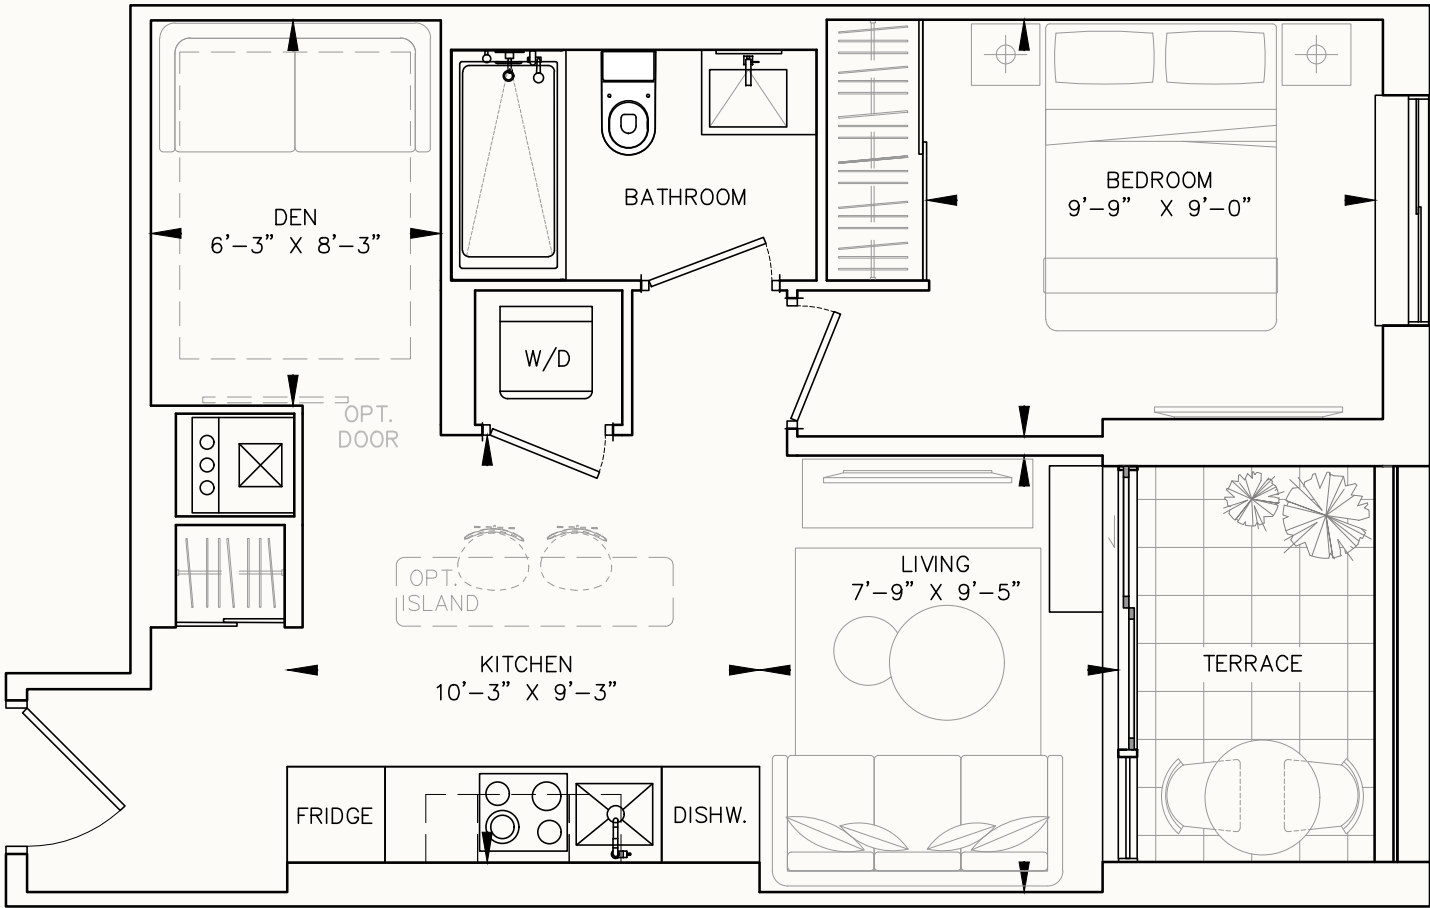 DEN
6'-3" X 8'-3"
BATHROOM
BEDROOM
9'-9" X 9'-0"
W/D
OPT.
DOOR
OPT.
ISLAND
LIVING
7'-9" X 9'-5"
KITCHEN
10'-3" X 9'-3"
TERRACE
FRIDGE
DISHW.